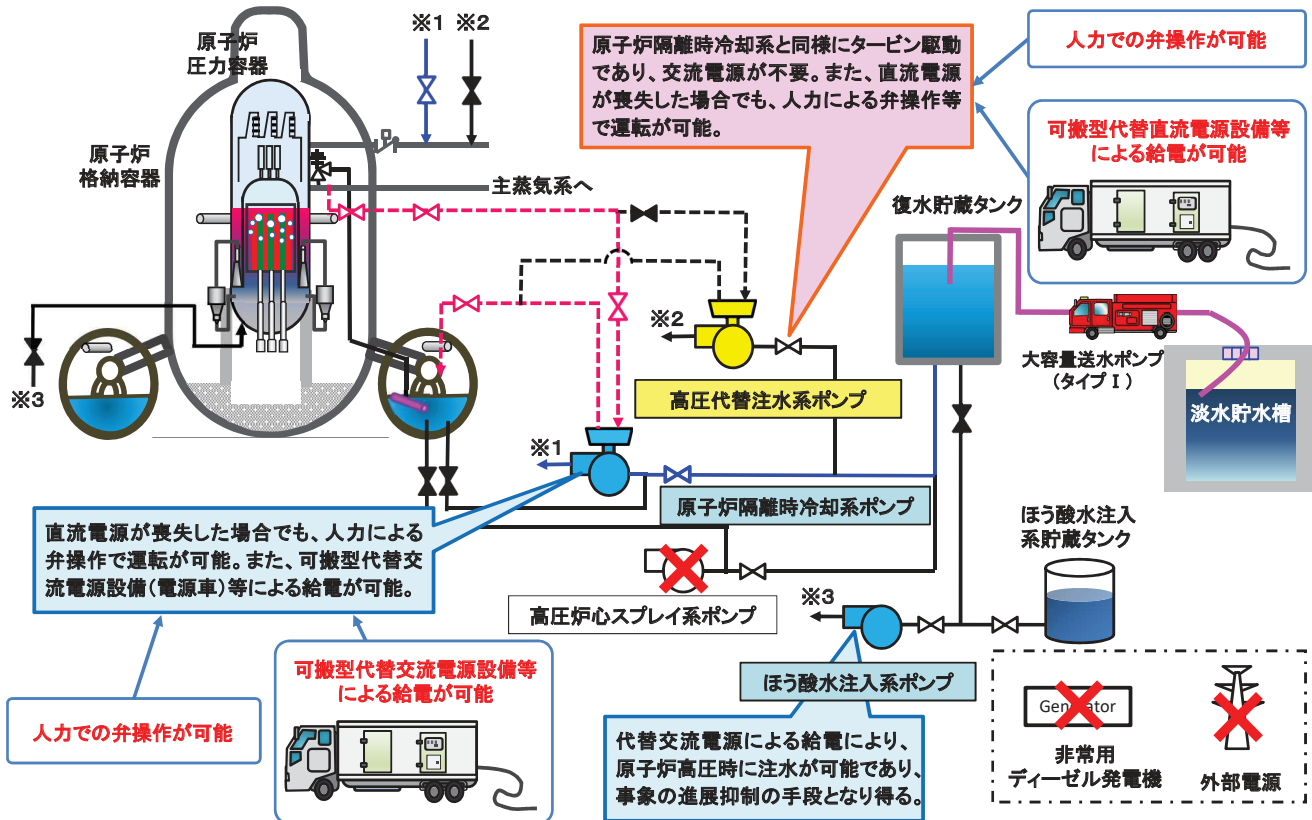 ※1
※2
原子炉
圧力容器
原子炉
格納容器
主蒸気系へ
※3
原子炉隔離時冷却系と同様にタービン駆動
であり、交流電源が不要。また、直流電源
が喪失した場合でも、人力による弁操作等
で運転が可能。
人力での弁操作が可能
可搬型代替直流電源設備等
による給電が可能
復水貯蔵タンク
大容量送水ポンプ
(タイプⅠ)
淡水貯水槽
※2
高圧代替注水系ポンプ
※1
原子炉隔離時冷却系ポンプ
直流電源が喪失した場合でも、人力による
弁操作で運転が可能。また、可搬型代替交
流電源設備(電源車)等による給電が可能。
高圧炉心スプレイ系ポンプ
ほう酸水注入
系貯蔵タンク
※3
ほう酸水注入系ポンプ
人力での弁操作が可能
可搬型代替交流電源設備等
による給電が可能
代替交流電源による給電により、
原子炉高圧時に注水が可能であり、
事象の進展抑制の手段となり得る。
Generator
非常用
ディーゼル発電機
外部電源